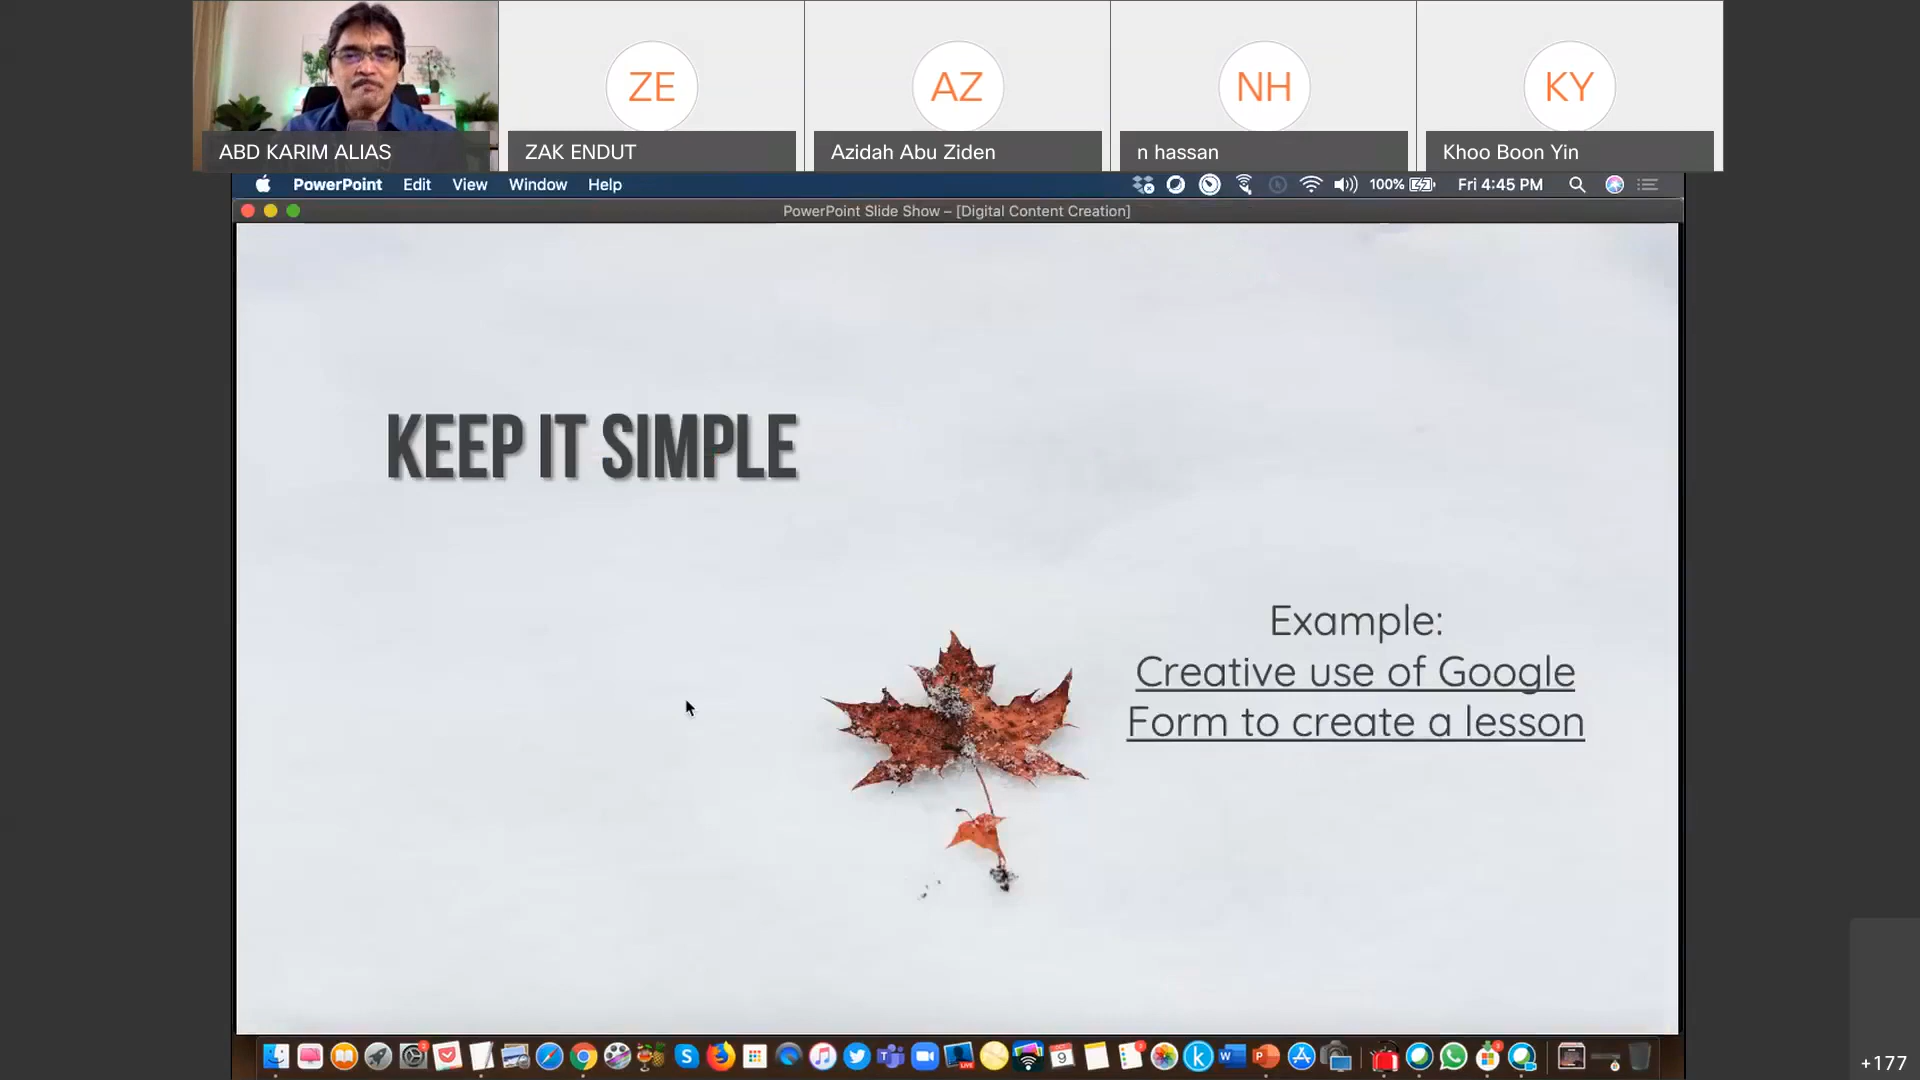 ZE
AZ
NH
KY
ABD KARIM ALIAS
ZAK ENDUT
Azidah Abu Ziden
n hassan
Khoo Boon Yin
PowerPoint Edit View Window Help
100%
Fri 4:45 PM
PowerPoint Slide Show – [Digital Content Creation]
KEEP IT SIMPLE
Example:
Creative use of Google
Form to create a lesson
9
+177